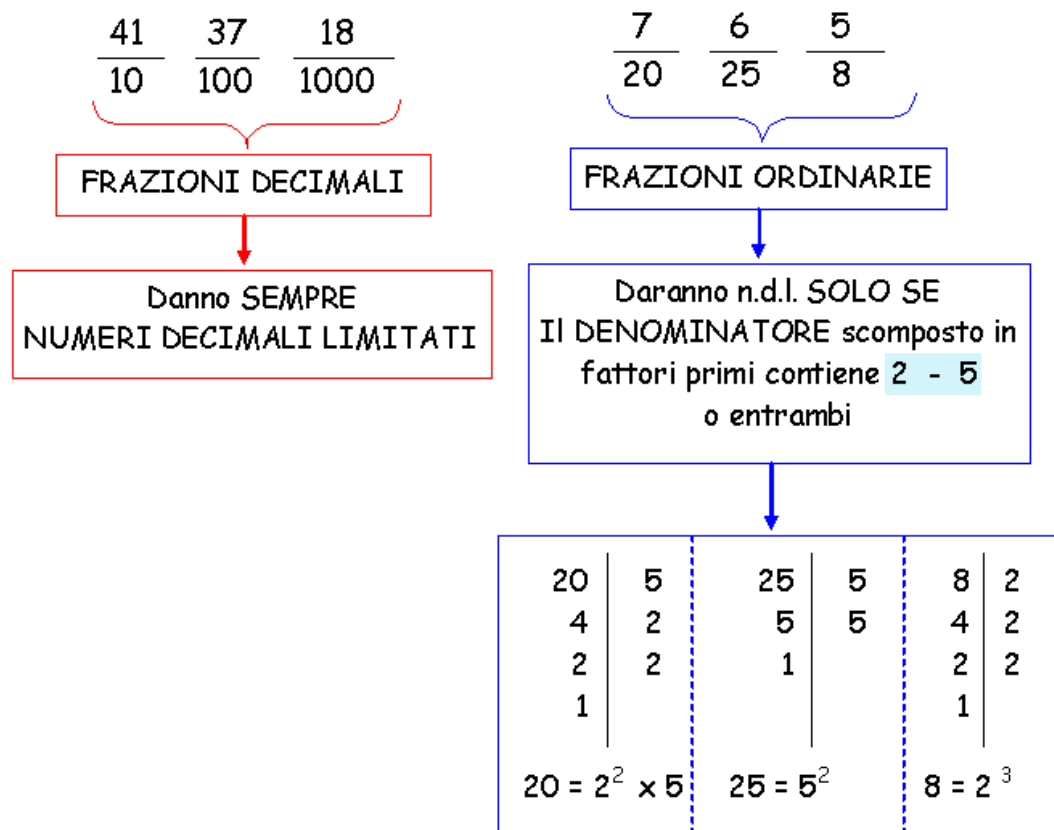 41/10 37/100 18/1000
FRAZIONI DECIMALI
Danno SEMPRE
NUMERI DECIMALI LIMITATI
7/20 6/25 5/8
FRAZIONI ORDINARIE
Daranno n.d.l. SOLO SE
Il DENOMINATORE scomposto in
fattori primi contiene 2 - 5
o entrambi
20 | 5
4 | 2
2 | 2
1 |
20 = 2² x 5
25 | 5
5 | 5
1 |
25 = 5²
8 | 2
4 | 2
2 | 2
1 |
8 = 2³